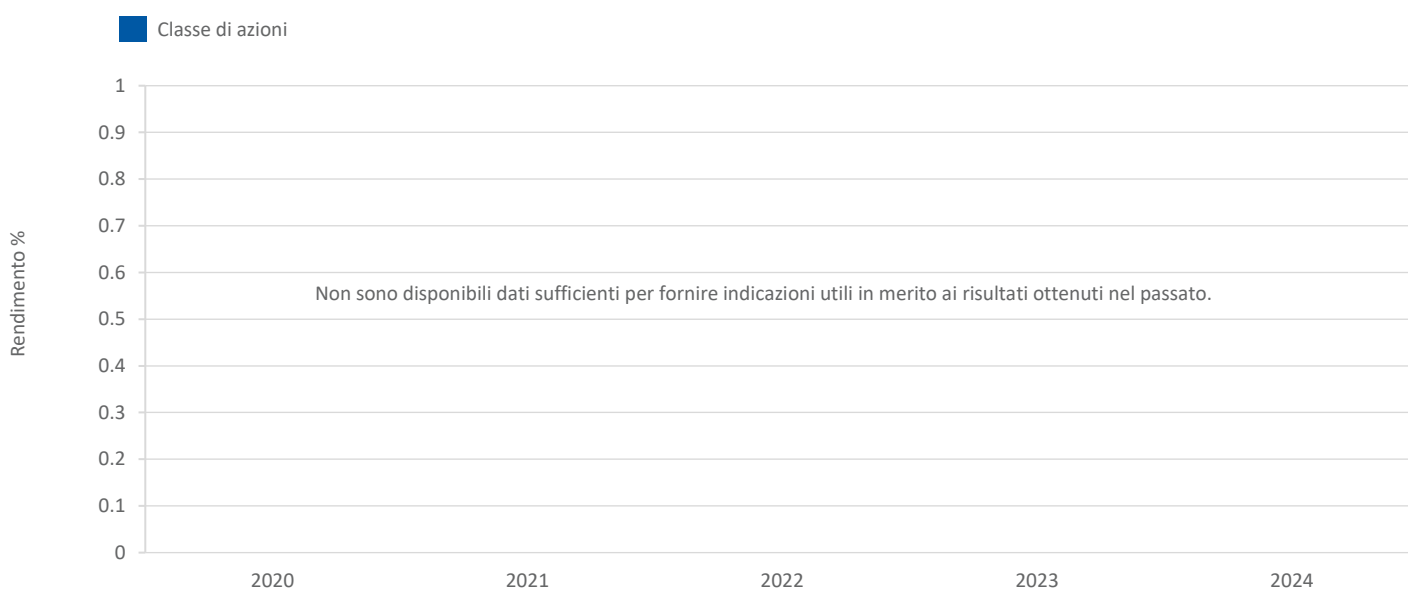 Classe di azioni
1
0.9
0.8
0.7
0.6
Non sono disponibili dati sufficienti per fornire indicazioni utili in merito ai risultati ottenuti nel passato.
0.5
0.4
0.3
0.2
0.1
0
Rendimento %
2020 2021 2022 2023 2024